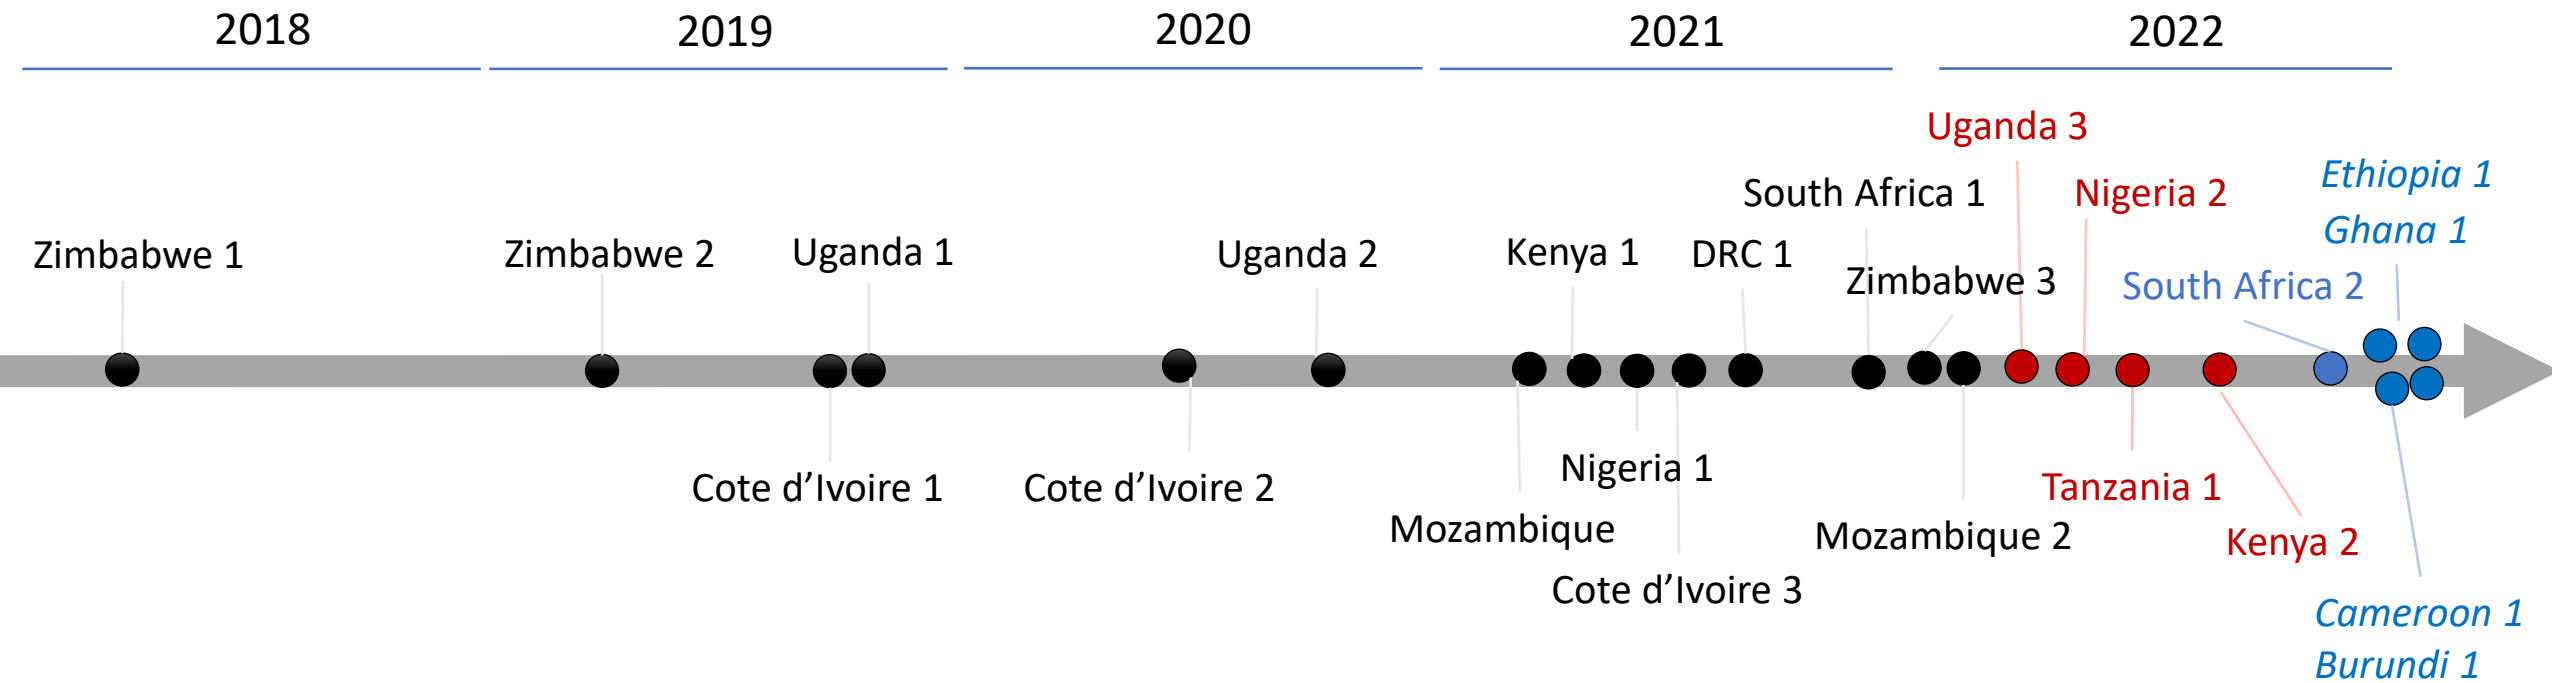 2018
2019
2020
2021
2022
Uganda 3
Ethiopia 1
South Africa 1
Nigeria 2
Ghana 1
Zimbabwe 1
Zimbabwe 2
Uganda 1
Uganda 2
Kenya 1
DRC 1
Zimbabwe 3
South Africa 2
Nigeria 1
Cote d’Ivoire 1
Cote d’Ivoire 2
Tanzania 1
Mozambique
Mozambique 2
Kenya 2
Cote d’Ivoire 3
Cameroon 1
Burundi 1